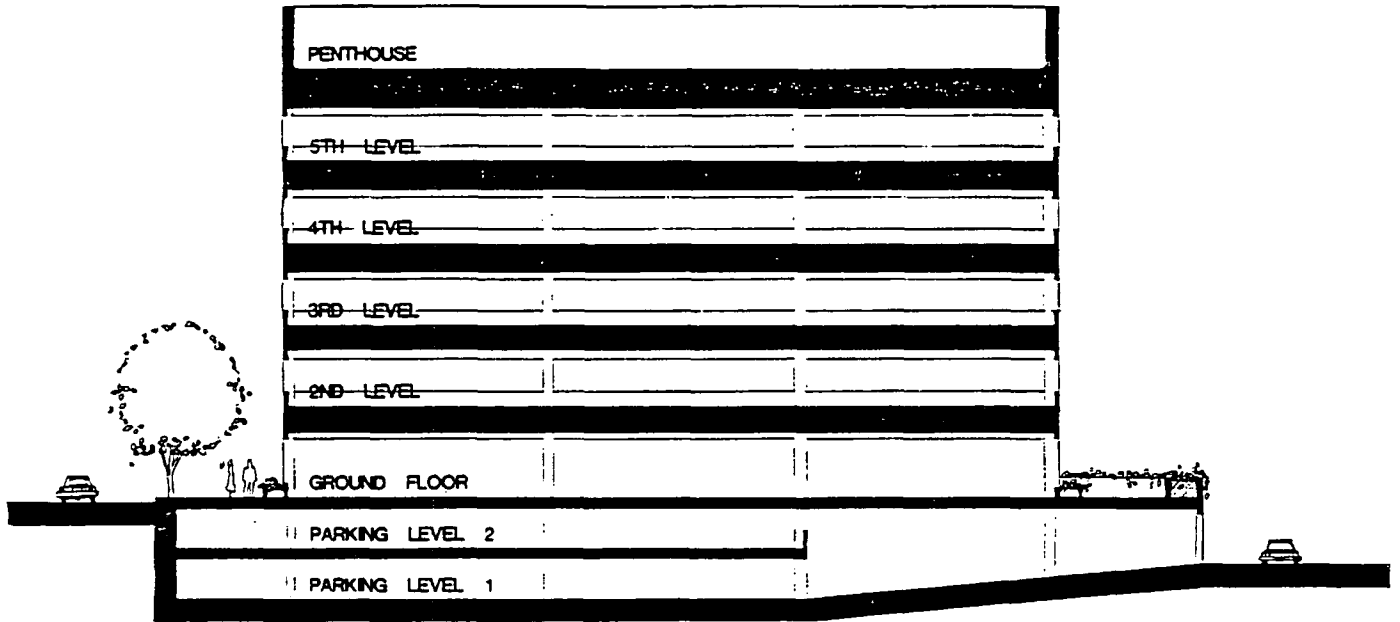 PENTHOUSE
5TH LEVEL
4TH LEVEL
3RD LEVEL
2ND LEVEL
GROUND FLOOR
PARKING LEVEL 2
PARKING LEVEL 1